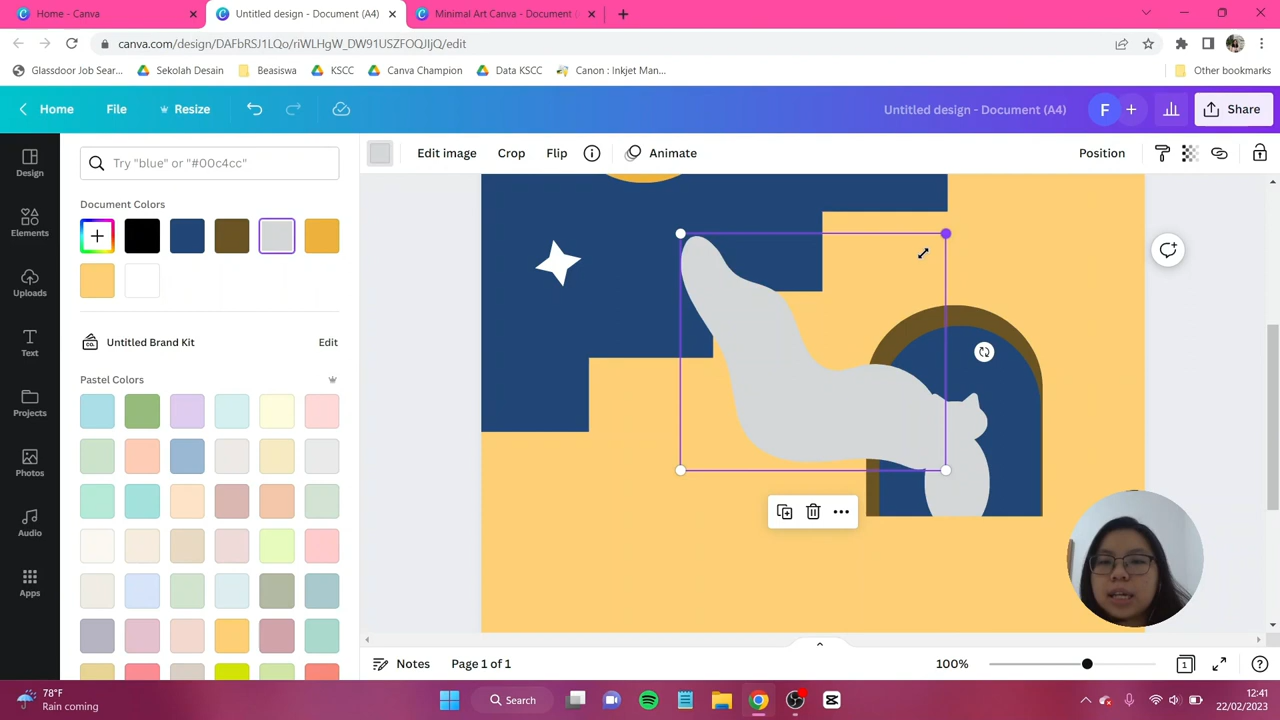 Home - Canva
Untitled design - Document (A4)
Minimal Art Canva - Document (
canva.com/design/DAFbRSJ1LQo/riWLHgW_DW91USZFOQJIjQ/edit
Glassdoor Job Sear...
Sekolah Desain
Beasiswa
KSCC
Canva Champion
Data KSCC
Canon : Inkjet Man...
Other bookmarks
Home
File
Resize
Untitled design - Document (A4)
F
Share
Design
Elements
Uploads
Text
Projects
Photos
Audio
Apps
Try "blue" or "#00c4cc"
Document Colors
Untitled Brand Kit
Edit
Pastel Colors
Edit image
Crop
Flip
Animate
Position
Notes
Page 1 of 1
100%
1
78°F
Rain coming
Search
12:41
22/02/2023